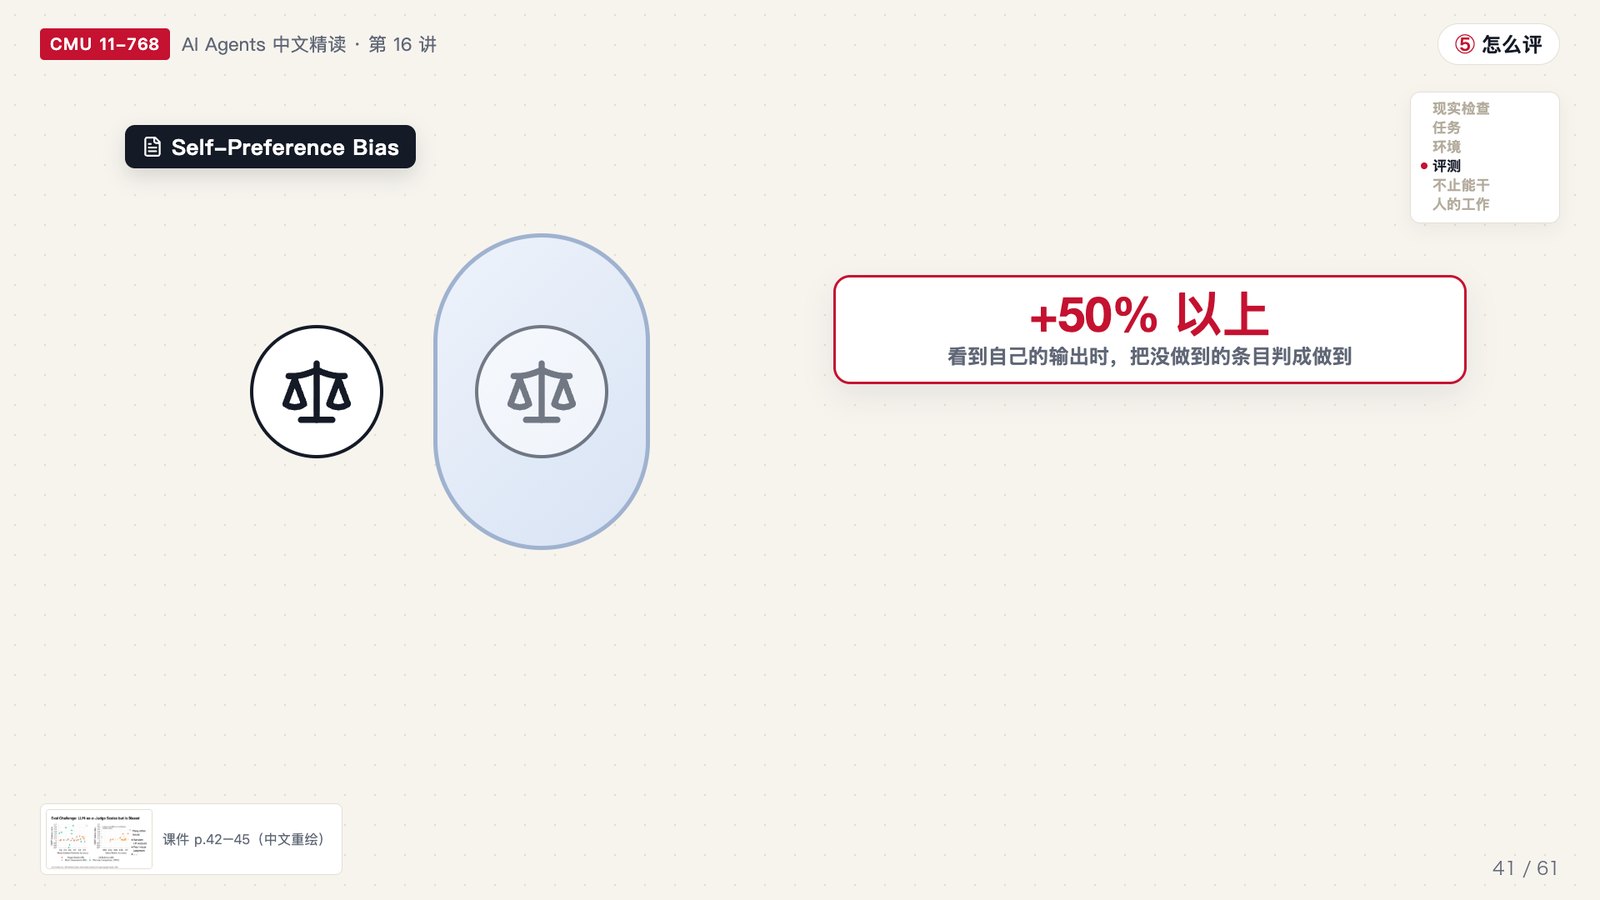 CMU 11-768 AI Agents 中文精读 · 第 16 讲
⑤ 怎么评
现实检查
任务
环境
评测
不止能干
人的工作
Self-Preference Bias
+50% 以上
看到自己的输出时，把没做到的条目判成做到
课件 p.42—45（中文重绘）
41 / 61